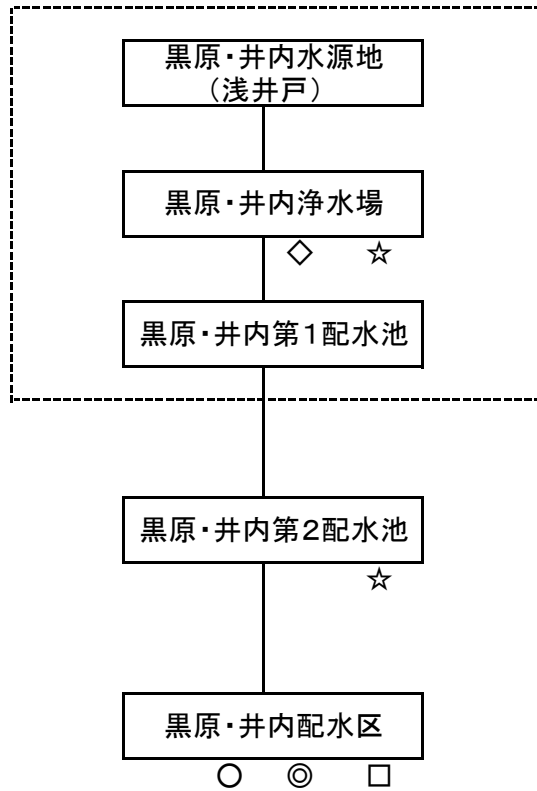 黒原・井内水源地
（浅井戸）
黒原・井内浄水場
◇ ☆
黒原・井内第1配水池
黒原・井内第2配水池
☆
黒原・井内配水区
○ ◎ □